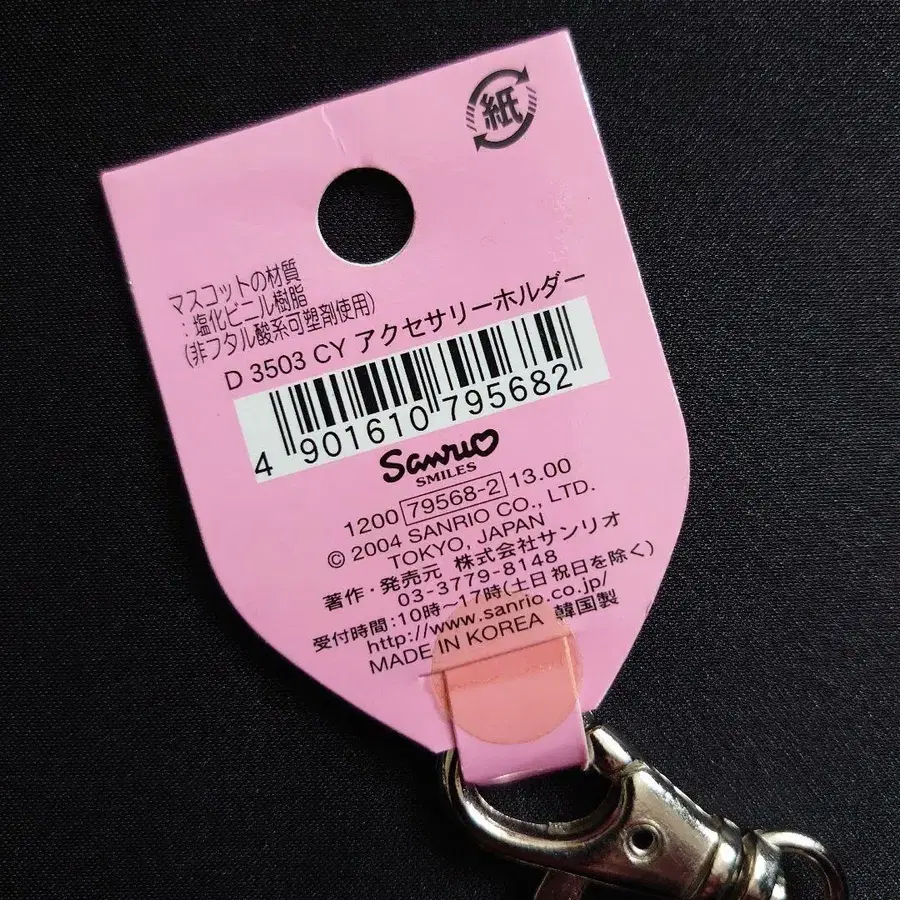 紙
マスコットの材質
:塩化ビニル樹脂
(非フタル酸系可塑剤使用)
D 3503 CY アクセサリーホルダー
4 901610 795682
Sanrio
SMILES
1200 79568-2 13.00
© 2004 SANRIO CO., LTD.
TOKYO, JAPAN
著作・発売元 株式会社サンリオ
03-3779-8148
受付時間:10時~17時(土日祝日を除く)
http://www.sanrio.co.jp/
MADE IN KOREA 韓国製